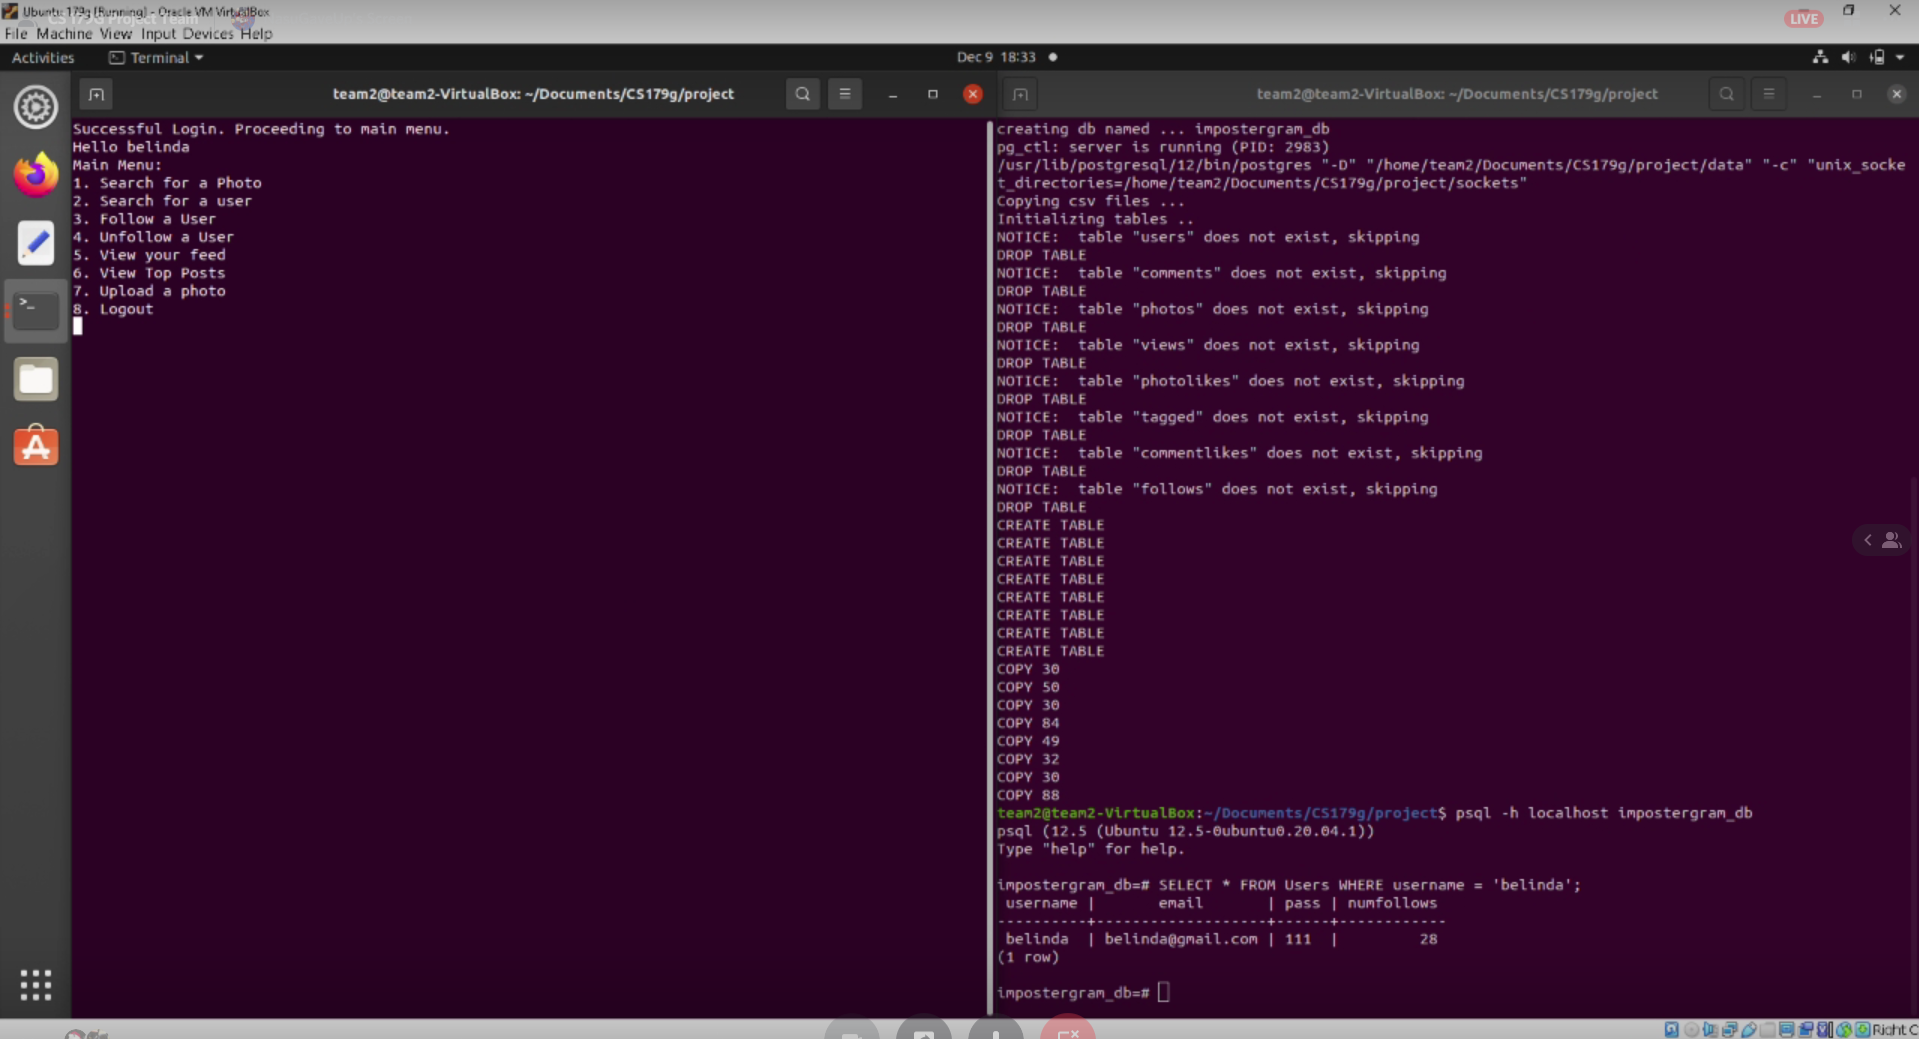 Ubuntu 179g [Running] - Oracle VM VirtualBox
CS 179G Project Team
LIVE
File Machine View Input Devices Help
Activities
Terminal
Dec 9 18:33
team2@team2-VirtualBox: ~/Documents/CS179g/project
Successful Login. Proceeding to main menu.
Hello belinda
Main Menu:
1. Search for a Photo
2. Search for a user
3. Follow a User
4. Unfollow a User
5. View your feed
6. View Top Posts
7. Upload a photo
8. Logout
team2@team2-VirtualBox: ~/Documents/CS179g/project
creating db named ... impostergram_db
pg_ctl: server is running (PID: 2983)
/usr/lib/postgresql/12/bin/postgres "-D" "/home/team2/Documents/CS179g/project/data" "-c" "unix_socke
t_directories=/home/team2/Documents/CS179g/project/sockets"
Copying csv files ...
Initializing tables ..
NOTICE:  table "users" does not exist, skipping
DROP TABLE
NOTICE:  table "comments" does not exist, skipping
DROP TABLE
NOTICE:  table "photos" does not exist, skipping
DROP TABLE
NOTICE:  table "views" does not exist, skipping
DROP TABLE
NOTICE:  table "photolikes" does not exist, skipping
DROP TABLE
NOTICE:  table "tagged" does not exist, skipping
DROP TABLE
NOTICE:  table "commentlikes" does not exist, skipping
DROP TABLE
NOTICE:  table "follows" does not exist, skipping
DROP TABLE
CREATE TABLE
CREATE TABLE
CREATE TABLE
CREATE TABLE
CREATE TABLE
CREATE TABLE
CREATE TABLE
CREATE TABLE
COPY 30
COPY 50
COPY 30
COPY 84
COPY 49
COPY 32
COPY 30
COPY 88
team2@team2-VirtualBox:~/Documents/CS179g/project$ psql -h localhost impostergram_db
psql (12.5 (Ubuntu 12.5-0ubuntu0.20.04.1))
Type "help" for help.
impostergram_db=# SELECT * FROM Users WHERE username = 'belinda';
username |       email       | pass | numfollows
----------+-------------------+------+------------
belinda  | belinda@gmail.com | 111  |         28
(1 row)
impostergram_db=#
Right C